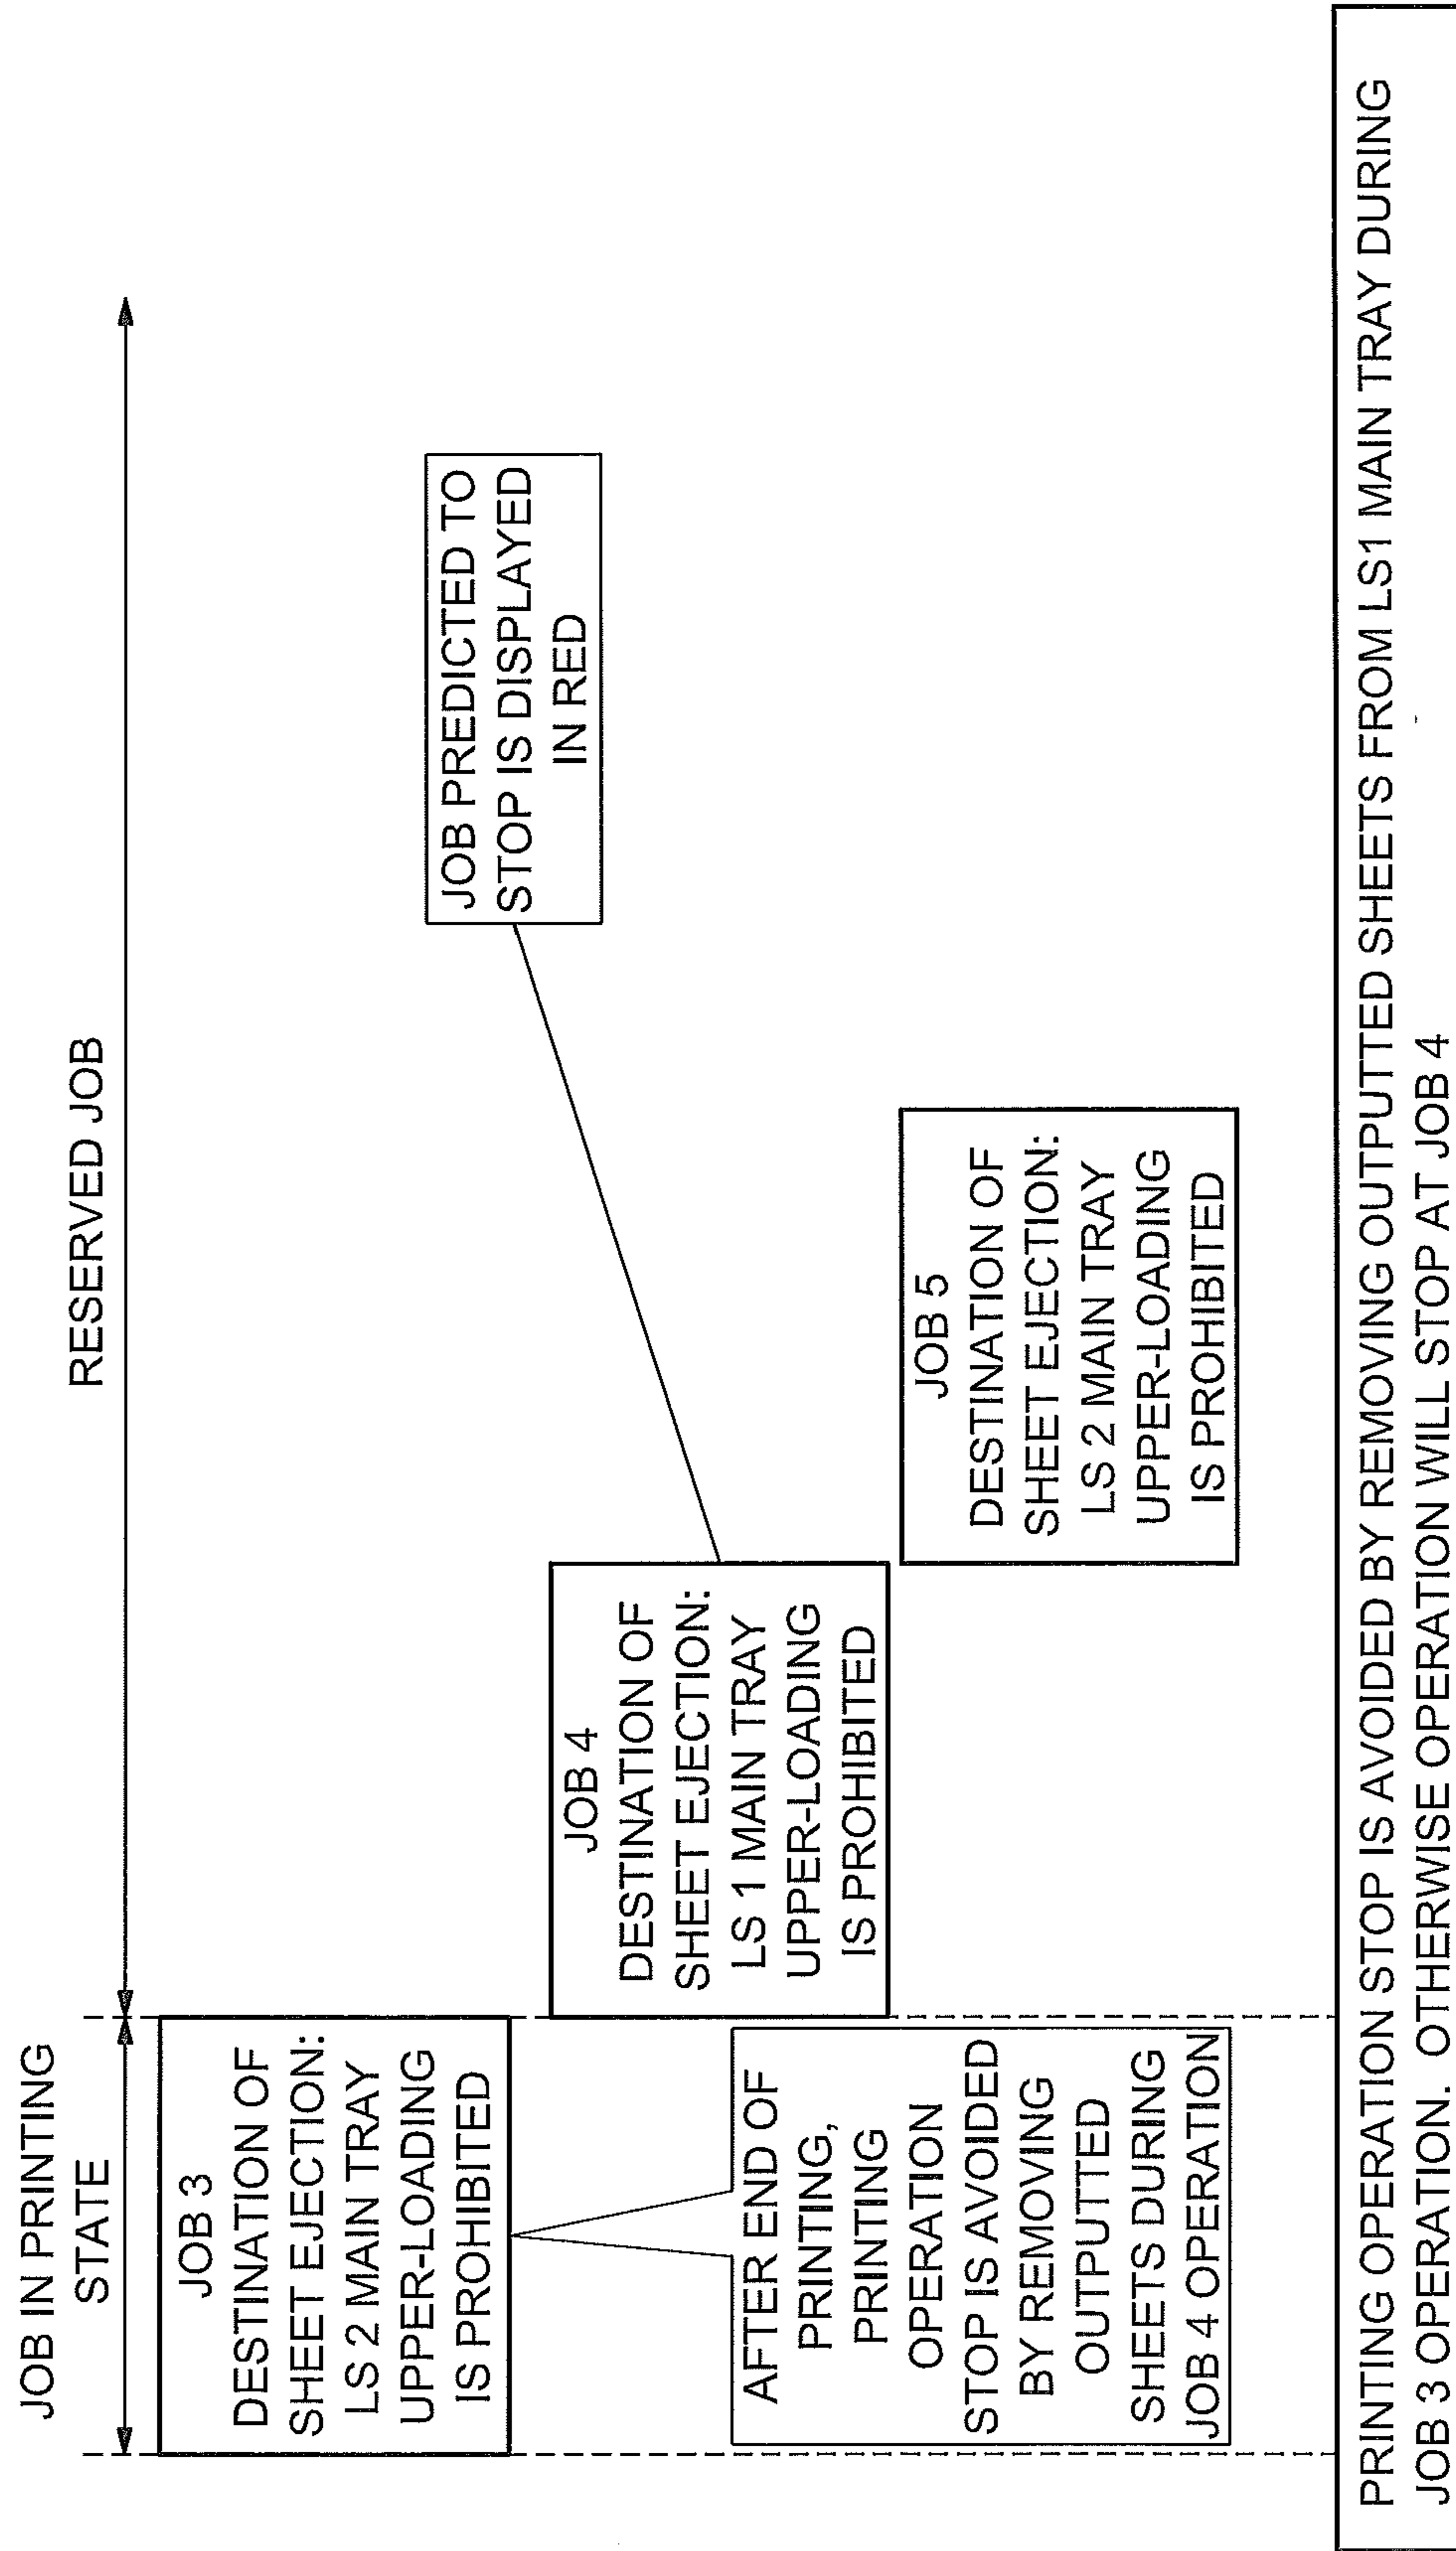 JOB IN PRINTING
STATE
RESERVED JOB
JOB 3
DESTINATION OF
SHEET EJECTION:
LS 2 MAIN TRAY
UPPER-LOADING
IS PROHIBITED
JOB PREDICTED TO
STOP IS DISPLAYED
IN RED
JOB 4
DESTINATION OF
SHEET EJECTION:
LS 1 MAIN TRAY
UPPER-LOADING
IS PROHIBITED
AFTER END OF
PRINTING,
PRINTING
OPERATION
STOP IS AVOIDED
BY REMOVING
OUTPUTTED
SHEETS DURING
JOB 4 OPERATION
JOB 5
DESTINATION OF
SHEET EJECTION:
LS 2 MAIN TRAY
UPPER-LOADING
IS PROHIBITED
PRINTING OPERATION STOP IS AVOIDED BY REMOVING OUTPUTTED SHEETS FROM LS1 MAIN TRAY DURING
JOB 3 OPERATION. OTHERWISE OPERATION WILL STOP AT JOB 4